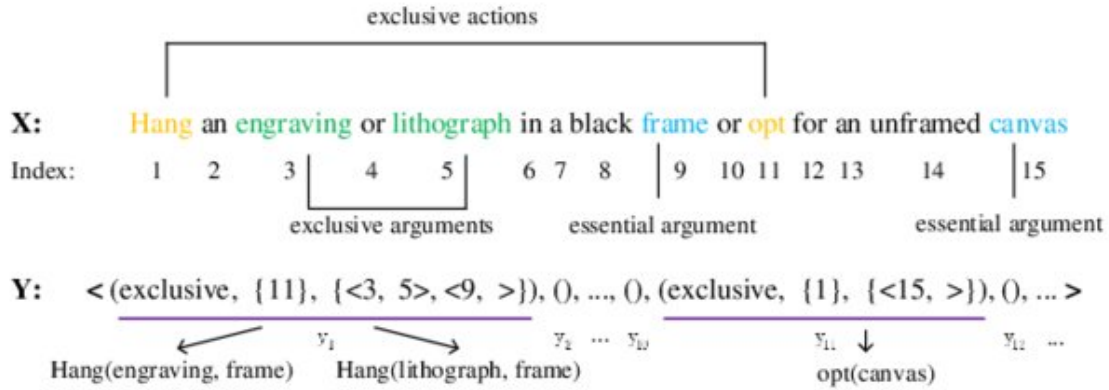 exclusive actions
X: Hang an engraving or lithograph in a black frame or opt for an unframed canvas
Index: 1 2 3 4 5 6 7 8 9 10 11 12 13 14 15
exclusive arguments essential argument essential argument
Y: < (exclusive, {11}, {<3, 5>, <9, >}), (), ..., (), (exclusive, {1}, {<15, >}), (), ... >
y₁ y₂ ... y₁₀ y₁₁ y₁₂ ...
Hang(engraving, frame) Hang(lithograph, frame) opt(canvas)